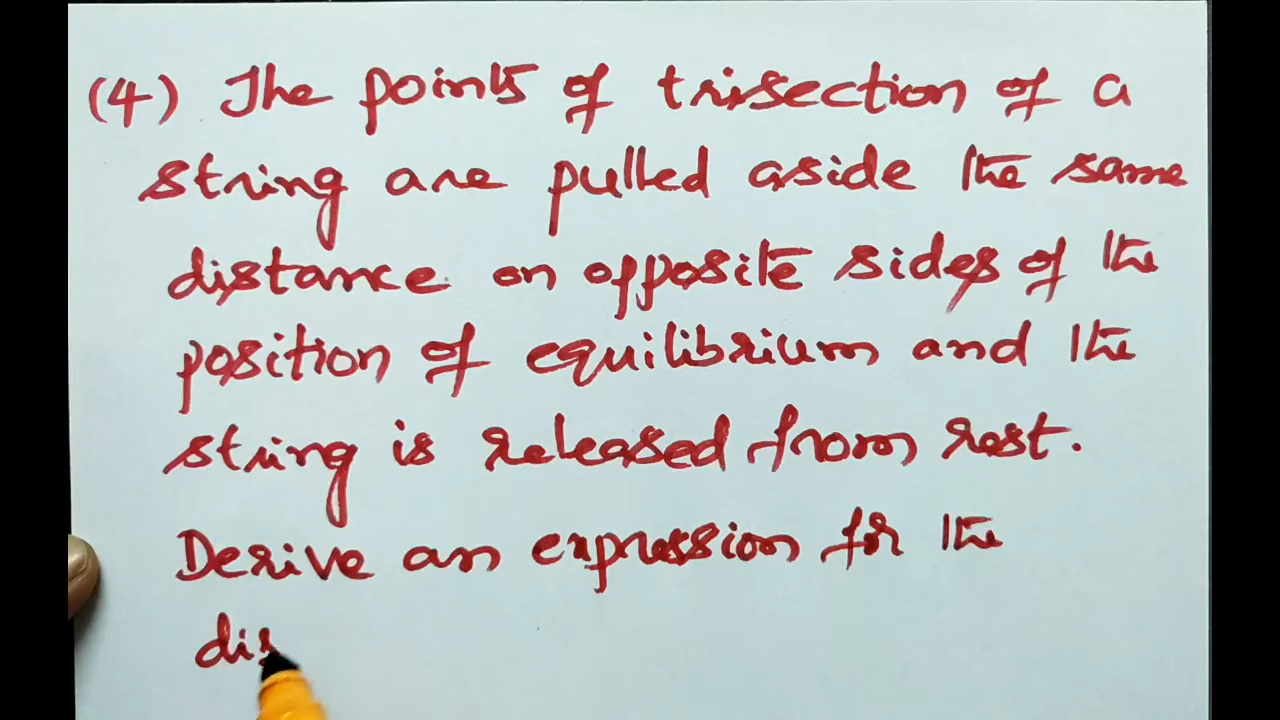 (4) The points of trisection of a
string are pulled aside the same
distance on opposite sides of the
position of equilibrium and the
string is released from rest.
Derive an expression for the
dis